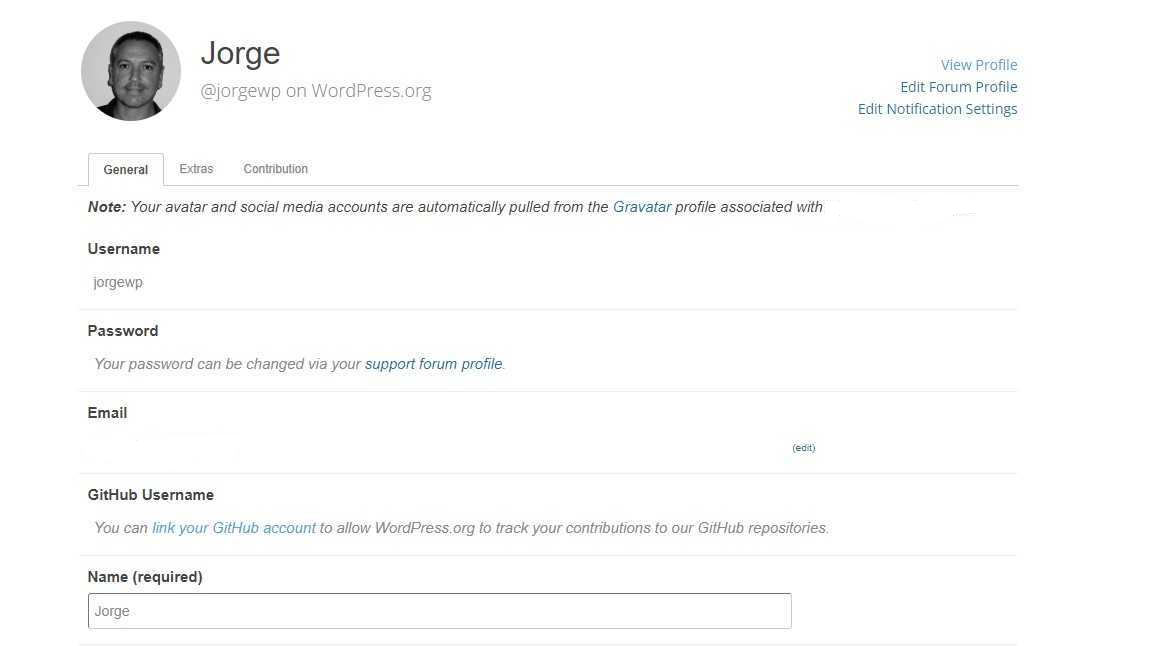 Jorge
@jorgewp on WordPress.org
View Profile
Edit Forum Profile
Edit Notification Settings
General Extras Contribution
Note: Your avatar and social media accounts are automatically pulled from the Gravatar profile associated with
Username
jorgewp
Password
Your password can be changed via your support forum profile.
Email
(edit)
GitHub Username
You can link your GitHub account to allow WordPress.org to track your contributions to our GitHub repositories.
Name (required)
Jorge